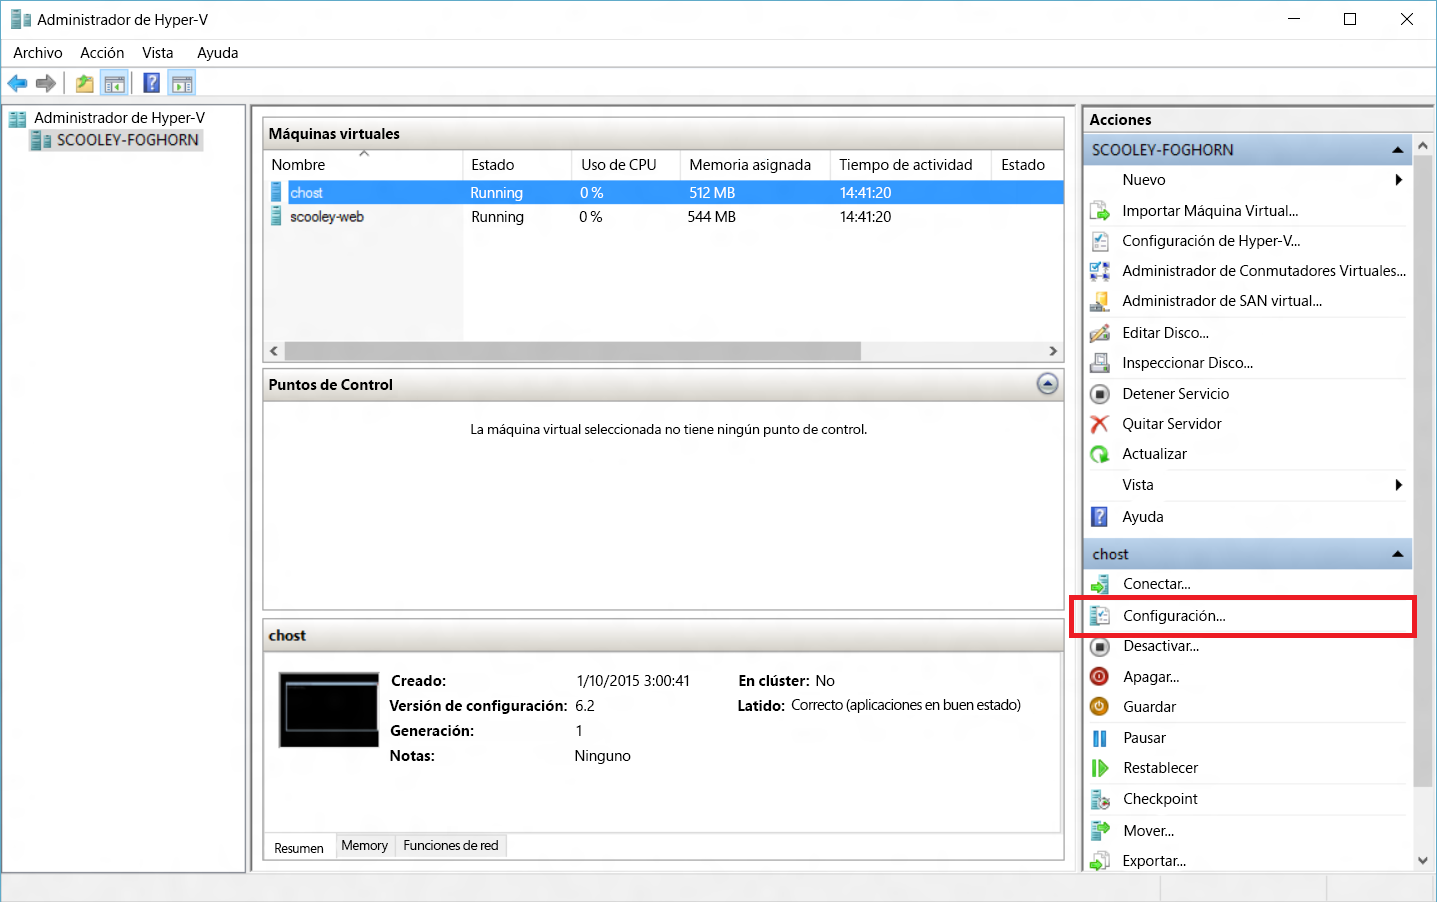 Administrador de Hyper-V
Archivo Acción Vista Ayuda
Administrador de Hyper-V
SCOOLEY-FOGHORN
Máquinas virtuales
Nombre Estado Uso de CPU Memoria asignada Tiempo de actividad Estado
chost Running 0 % 512 MB 14:41:20
scooley-web Running 0 % 544 MB 14:41:20
Puntos de Control
La máquina virtual seleccionada no tiene ningún punto de control.
chost
Creado: 1/10/2015 3:00:41 En clúster: No
Versión de configuración: 6.2 Latido: Correcto (aplicaciones en buen estado)
Generación: 1
Notas: Ninguno
Resumen Memory Funciones de red
Acciones
SCOOLEY-FOGHORN
Nuevo
Importar Máquina Virtual...
Configuración de Hyper-V...
Administrador de Conmutadores Virtuales...
Administrador de SAN virtual...
Editar Disco...
Inspeccionar Disco...
Detener Servicio
Quitar Servidor
Actualizar
Vista
Ayuda
chost
Conectar...
Configuración...
Desactivar...
Apagar...
Guardar
Pausar
Restablecer
Checkpoint
Mover...
Exportar...